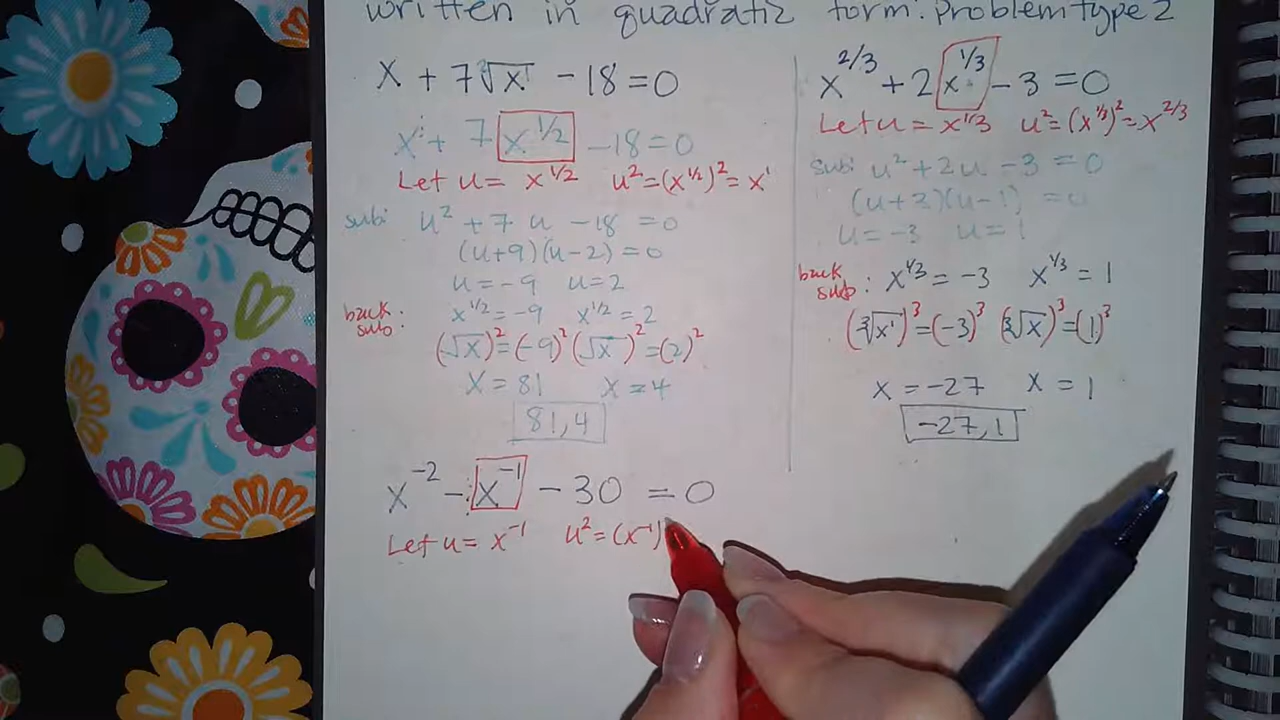 written in quadratic form: Problem type 2
x + 7√x - 18 = 0
x¹ + 7 x^1/2 - 18 = 0
Let u = x^1/2 u² = (x^1/2)² = x¹
sub: u² + 7 u - 18 = 0
(u+9)(u-2) = 0
u = -9 u = 2
back sub: x^1/2 = -9 x^1/2 = 2
(√x)² = (-9)² (√x)² = (2)²
x = 81 x = 4
81, 4
x^2/3 + 2 x^1/3 - 3 = 0
Let u = x^1/3 u² = (x^1/3)² = x^2/3
sub: u² + 2u - 3 = 0
(u+3)(u-1) = 0
u = -3 u = 1
back sub: x^1/3 = -3 x^1/3 = 1
(∛x)³ = (-3)³ (∛x)³ = (1)³
x = -27 x = 1
-27, 1
x^-2 - x^-1 - 30 = 0
Let u = x^-1 u² = (x^-1)